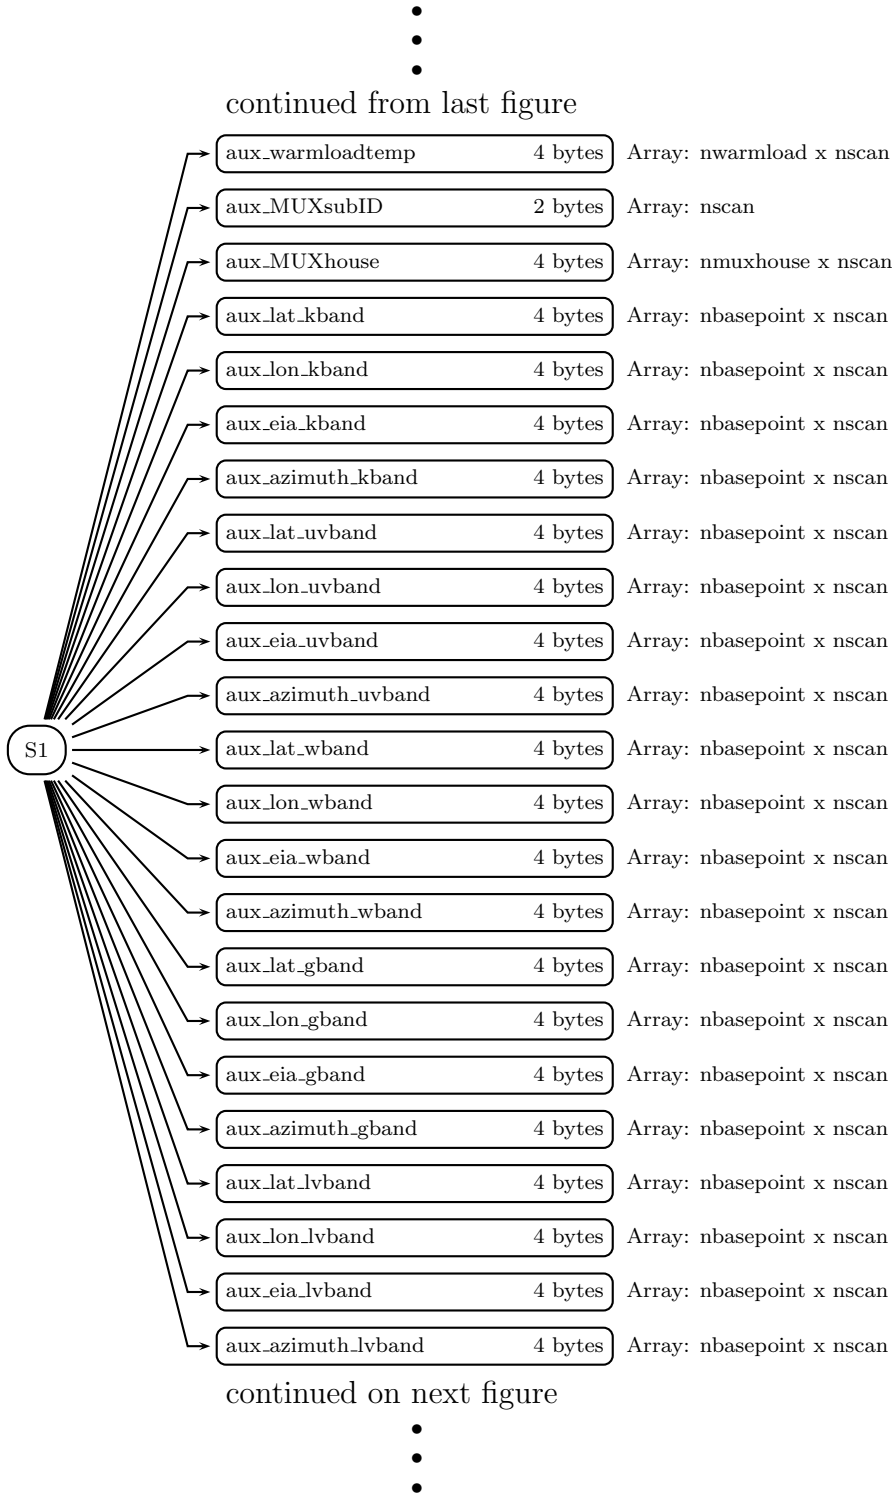 continued from last figure
aux_warmloadtemp 4 bytes Array: nwarmload x nscan
aux_MUXsubID 2 bytes Array: nscan
aux_MUXhouse 4 bytes Array: nmuxhouse x nscan
aux_lat_kband 4 bytes Array: nbasepoint x nscan
aux_lon_kband 4 bytes Array: nbasepoint x nscan
aux_eia_kband 4 bytes Array: nbasepoint x nscan
aux_azimuth_kband 4 bytes Array: nbasepoint x nscan
aux_lat_uvband 4 bytes Array: nbasepoint x nscan
aux_lon_uvband 4 bytes Array: nbasepoint x nscan
aux_eia_uvband 4 bytes Array: nbasepoint x nscan
aux_azimuth_uvband 4 bytes Array: nbasepoint x nscan
S1 aux_lat_wband 4 bytes Array: nbasepoint x nscan
aux_lon_wband 4 bytes Array: nbasepoint x nscan
aux_eia_wband 4 bytes Array: nbasepoint x nscan
aux_azimuth_wband 4 bytes Array: nbasepoint x nscan
aux_lat_gband 4 bytes Array: nbasepoint x nscan
aux_lon_gband 4 bytes Array: nbasepoint x nscan
aux_eia_gband 4 bytes Array: nbasepoint x nscan
aux_azimuth_gband 4 bytes Array: nbasepoint x nscan
aux_lat_lvband 4 bytes Array: nbasepoint x nscan
aux_lon_lvband 4 bytes Array: nbasepoint x nscan
aux_eia_lvband 4 bytes Array: nbasepoint x nscan
aux_azimuth_lvband 4 bytes Array: nbasepoint x nscan
continued on next figure